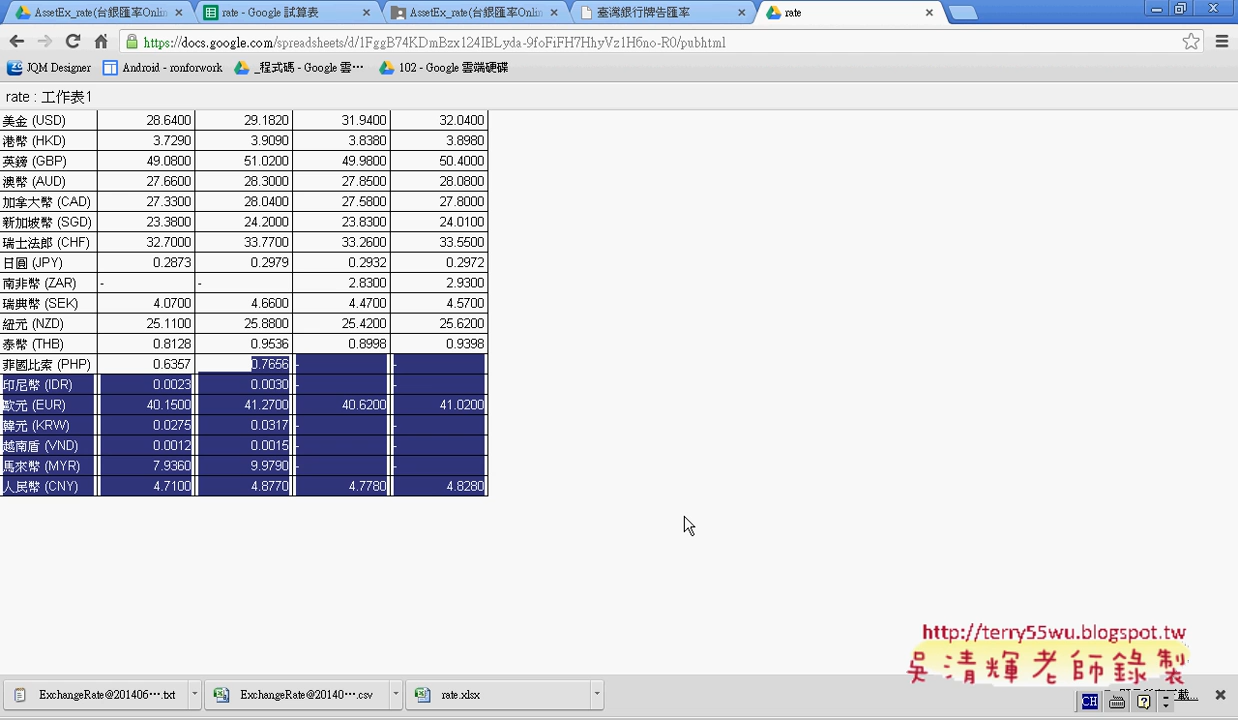 AssetEx_rate(台銀匯率Onlin
rate - Google 試算表
AssetEx_rate(台銀匯率Onlin
臺灣銀行牌告匯率
rate
https://docs.google.com/spreadsheets/d/1FggB74KDmBzx124IBLyda-9foFiFH7HhyVz1H6no-R0/pubhtml
JQM Designer
Android - ronforwork
_程式碼 - Google 雲…
102 - Google 雲端硬碟
rate : 工作表1
美金 (USD) 28.6400 29.1820 31.9400 32.0400
港幣 (HKD) 3.7290 3.9090 3.8380 3.8980
英鎊 (GBP) 49.0800 51.0200 49.9800 50.4000
澳幣 (AUD) 27.6600 28.3000 27.8500 28.0800
加拿大幣 (CAD) 27.3300 28.0400 27.5800 27.8000
新加坡幣 (SGD) 23.3800 24.2000 23.8300 24.0100
瑞士法郎 (CHF) 32.7000 33.7700 33.2600 33.5500
日圓 (JPY) 0.2873 0.2979 0.2932 0.2972
南非幣 (ZAR) - - 2.8300 2.9300
瑞典幣 (SEK) 4.0700 4.6600 4.4700 4.5700
紐元 (NZD) 25.1100 25.8800 25.4200 25.6200
泰幣 (THB) 0.8128 0.9536 0.8998 0.9398
菲國比索 (PHP) 0.6357 0.7656 - -
印尼幣 (IDR) 0.0023 0.0030 - -
歐元 (EUR) 40.1500 41.2700 40.6200 41.0200
韓元 (KRW) 0.0275 0.0317 - -
越南盾 (VND) 0.0012 0.0015 - -
馬來幣 (MYR) 7.9360 9.9790 - -
人民幣 (CNY) 4.7100 4.8770 4.7780 4.8280
http://terry55wu.blogspot.tw
吳清輝老師錄製
ExchangeRate@201406….txt
ExchangeRate@20140….csv
rate.xlsx
CH